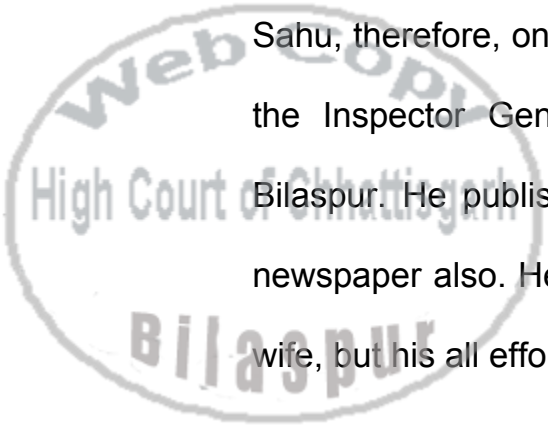 Sahu, therefore, on
the Inspector Gen
Bilaspur. He publis
newspaper also. He
wife, but his all effo
Web Copy
High Court of Chhattisgarh
Bilaspur